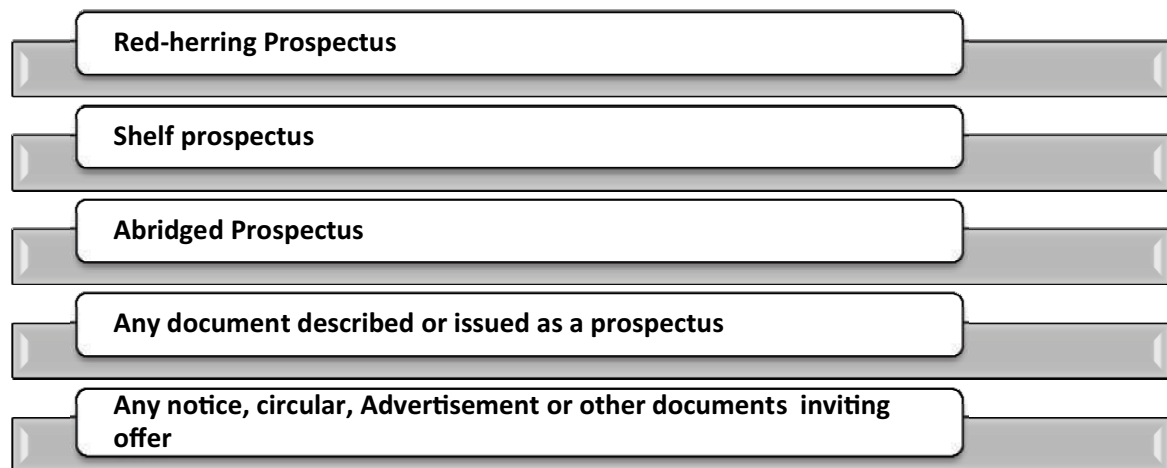 Red-herring Prospectus
Shelf prospectus
Abridged Prospectus
Any document described or issued as a prospectus
Any notice, circular, Advertisement or other documents inviting
offer